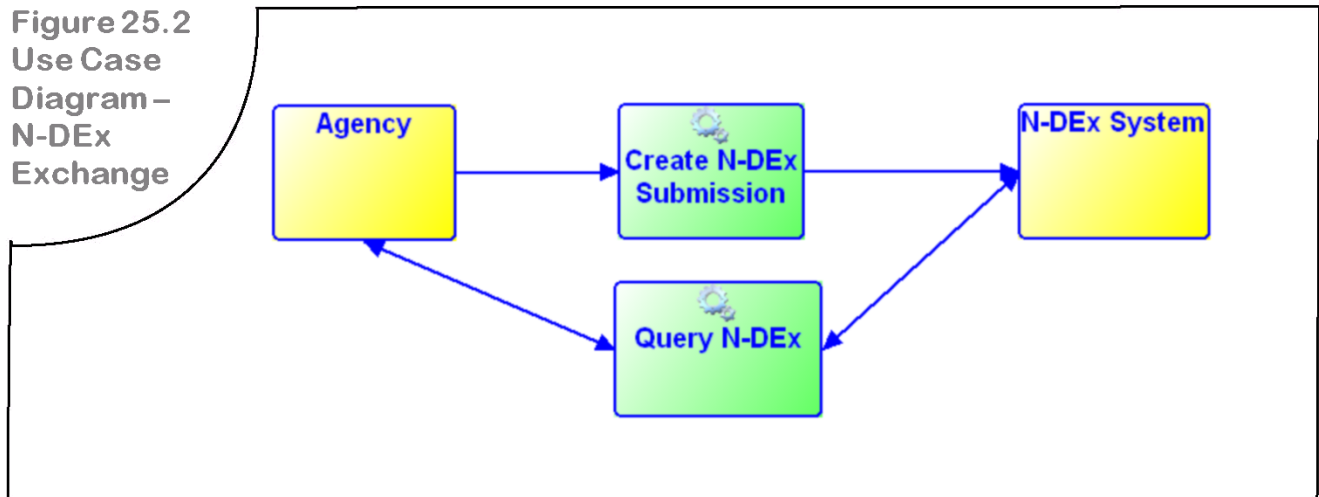 Figure 25.2
Use Case
Diagram –
N-DEx
Exchange
Agency
Create N-DEx
Submission
N-DEx System
Query N-DEx